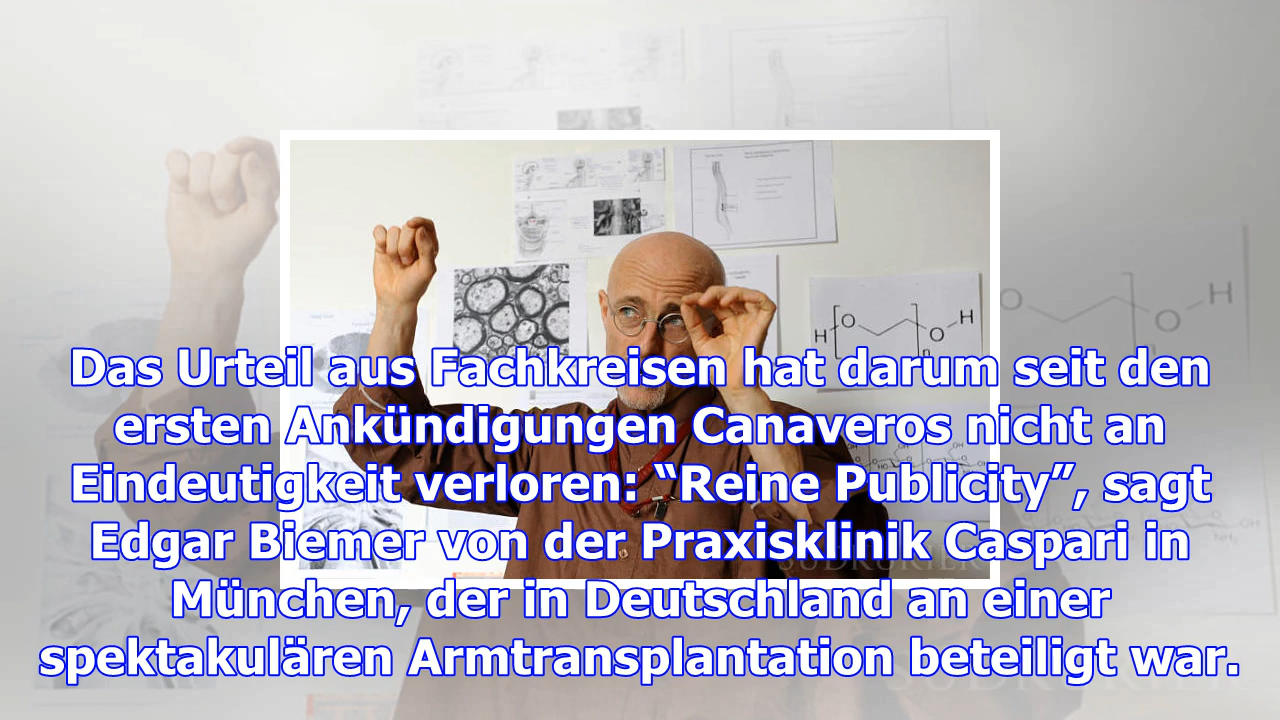 Das Urteil aus Fachkreisen hat darum seit den
ersten Ankündigungen Canaveros nicht an
Eindeutigkeit verloren: “Reine Publicity”, sagt
Edgar Biemer von der Praxisklinik Caspari in
München, der in Deutschland an einer
spektakulären Armtransplantation beteiligt war.
H
O
n
O
H
SÜDKURIER